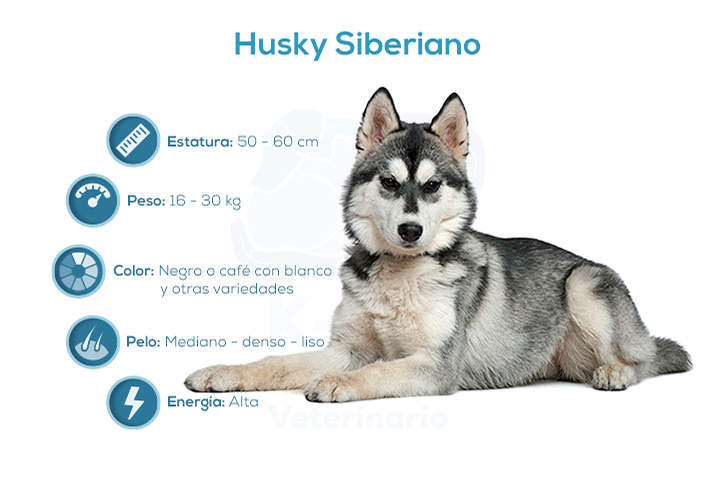 Husky Siberiano
Estatura: 50 - 60 cm
Peso: 16 - 30 kg
Color: Negro o café con blanco
y otras variedades
Pelo: Mediano - denso - liso
Energía: Alta
Veterinario